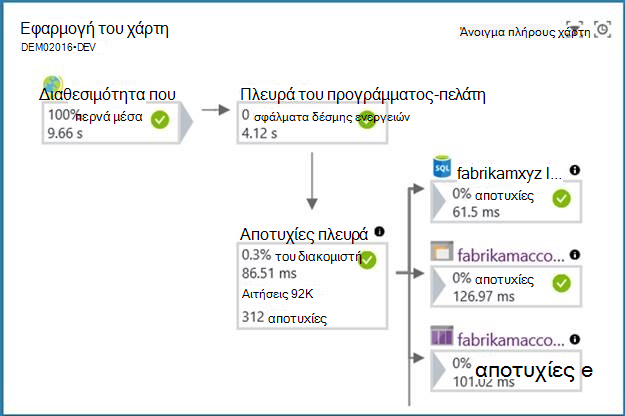 Εφαρμογή του χάρτη
DEM02016•DEV
Άνοιγμα πλήρους χάρτη
Διαθεσιμότητα που
100% περνά μέσα
9.66 s
Πλευρά του προγράμματος-πελάτη
0 σφάλματα δέσμης ενεργειών
4.12 s
fabrikamxyz I...
0% αποτυχίες
61.5 ms
Αποτυχίες πλευρά
0.3% του διακομιστή
86.51 ms
Αιτήσεις 92K
312 αποτυχίες
fabrikamacco...
0% αποτυχίες
126.97 ms
fabrikamacco...
0% αποτυχίες e
101.02 ms